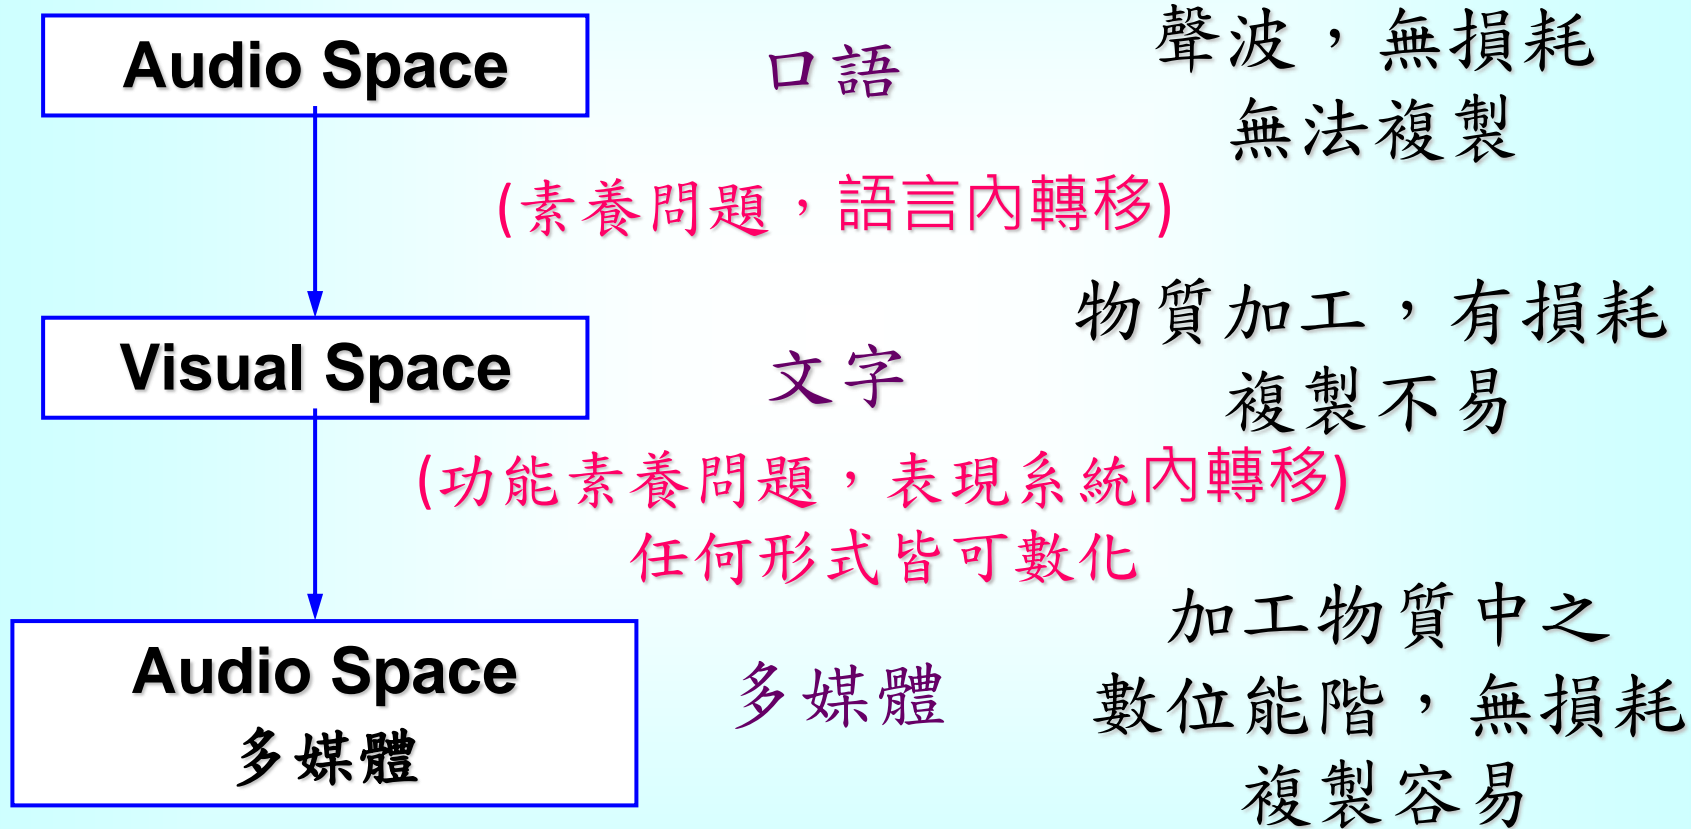 Audio Space
口語
聲波，無損耗
無法複製
(素養問題，語言內轉移)
Visual Space
文字
物質加工，有損耗
複製不易
(功能素養問題，表現系統內轉移)
任何形式皆可數化
Audio Space
多媒體
多媒體
加工物質中之
數位能階，無損耗
複製容易